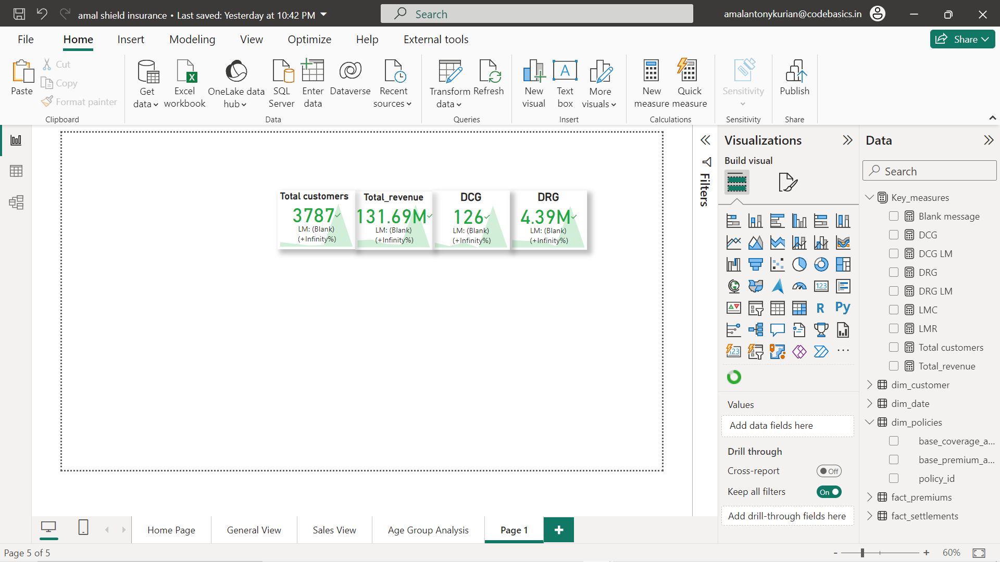 amal shield insurance • Last saved: Yesterday at 10:42 PM
Search
amalantonykurian@codebasics.in
File
Home
Insert
Modeling
View
Optimize
Help
External tools
Share
Paste
Cut
Copy
Format painter
Clipboard
Get data
Excel workbook
OneLake data hub
SQL Server
Enter data
Dataverse
Recent sources
Data
Transform data
Refresh
Queries
New visual
Text box
More visuals
Insert
New measure
Quick measure
Calculations
Sensitivity
Sensitivity
Publish
Share
Total customers
3787
LM: (Blank)
(+Infinity%)
Total_revenue
131.69M
LM: (Blank)
(+Infinity%)
DCG
126
LM: (Blank)
(+Infinity%)
DRG
4.39M
LM: (Blank)
(+Infinity%)
Filters
Visualizations
Build visual
123
R
Py
123
Values
Add data fields here
Drill through
Cross-report
Off
Keep all filters
On
Add drill-through fields here
Data
Search
Key_measures
Blank message
DCG
DCG LM
DRG
DRG LM
LMC
LMR
Total customers
Total_revenue
dim_customer
dim_date
dim_policies
base_coverage_a...
base_premium_a...
policy_id
fact_premiums
fact_settlements
Home Page
General View
Sales View
Age Group Analysis
Page 1
Page 5 of 5
- + 60%